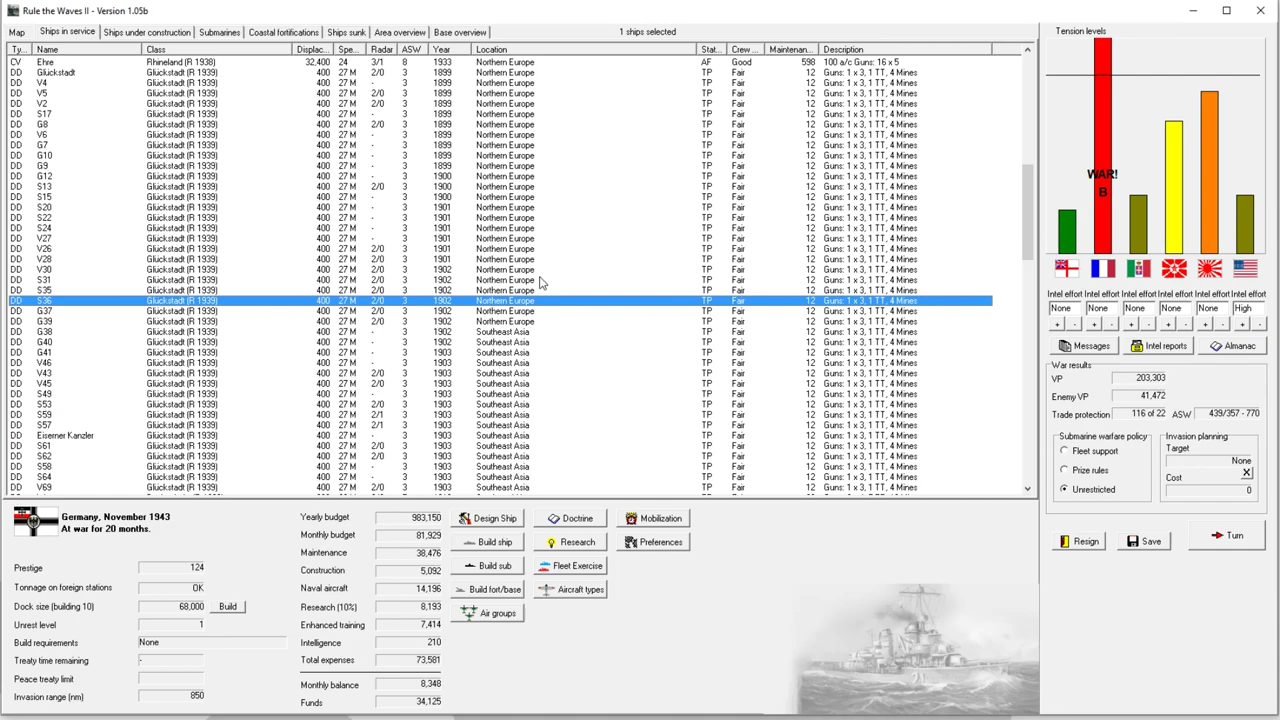 Rule the Waves II - Version 1.05b
Map Ships in service Ships under construction Submarines Coastal fortifications Ships sunk Area overview Base overview 1 ships selected
Ty... Name Class Displac... Spe... Radar ASW Year Location Stat... Crew ... Maintenan... Description
CV Ehre Rhineland (R 1938) 32,400 24 3/1 8 1933 Northern Europe AF Good 598 100 a/c Guns: 16 x 5
DD Glückstadt Glückstadt (R 1939) 400 27 M 2/0 3 1899 Northern Europe TP Fair 12 Guns: 1 x 3, 1 TT, 4 Mines
DD V4 Glückstadt (R 1939) 400 27 M - 3 1899 Northern Europe TP Fair 12 Guns: 1 x 3, 1 TT, 4 Mines
DD V5 Glückstadt (R 1939) 400 27 M 2/0 3 1899 Northern Europe TP Fair 12 Guns: 1 x 3, 1 TT, 4 Mines
DD V2 Glückstadt (R 1939) 400 27 M 2/0 3 1899 Northern Europe TP Fair 12 Guns: 1 x 3, 1 TT, 4 Mines
DD S17 Glückstadt (R 1939) 400 27 M - 3 1899 Northern Europe TP Fair 12 Guns: 1 x 3, 1 TT, 4 Mines
DD G8 Glückstadt (R 1939) 400 27 M 2/0 3 1899 Northern Europe TP Fair 12 Guns: 1 x 3, 1 TT, 4 Mines
DD V6 Glückstadt (R 1939) 400 27 M - 3 1899 Northern Europe TP Fair 12 Guns: 1 x 3, 1 TT, 4 Mines
DD G7 Glückstadt (R 1939) 400 27 M - 3 1899 Northern Europe TP Fair 12 Guns: 1 x 3, 1 TT, 4 Mines
DD G10 Glückstadt (R 1939) 400 27 M - 3 1899 Northern Europe TP Fair 12 Guns: 1 x 3, 1 TT, 4 Mines
DD G9 Glückstadt (R 1939) 400 27 M - 3 1899 Northern Europe TP Fair 12 Guns: 1 x 3, 1 TT, 4 Mines
DD G12 Glückstadt (R 1939) 400 27 M - 3 1900 Northern Europe TP Fair 12 Guns: 1 x 3, 1 TT, 4 Mines
DD S13 Glückstadt (R 1939) 400 27 M 2/0 3 1900 Northern Europe TP Fair 12 Guns: 1 x 3, 1 TT, 4 Mines
DD S15 Glückstadt (R 1939) 400 27 M - 3 1900 Northern Europe TP Fair 12 Guns: 1 x 3, 1 TT, 4 Mines
DD S20 Glückstadt (R 1939) 400 27 M - 3 1901 Northern Europe TP Fair 12 Guns: 1 x 3, 1 TT, 4 Mines
DD S22 Glückstadt (R 1939) 400 27 M - 3 1901 Northern Europe TP Fair 12 Guns: 1 x 3, 1 TT, 4 Mines
DD S24 Glückstadt (R 1939) 400 27 M - 3 1901 Northern Europe TP Fair 12 Guns: 1 x 3, 1 TT, 4 Mines
DD V27 Glückstadt (R 1939) 400 27 M - 3 1901 Northern Europe TP Fair 12 Guns: 1 x 3, 1 TT, 4 Mines
DD V26 Glückstadt (R 1939) 400 27 M 2/0 3 1901 Northern Europe TP Fair 12 Guns: 1 x 3, 1 TT, 4 Mines
DD V28 Glückstadt (R 1939) 400 27 M 2/0 3 1901 Northern Europe TP Fair 12 Guns: 1 x 3, 1 TT, 4 Mines
DD V30 Glückstadt (R 1939) 400 27 M 2/0 3 1902 Northern Europe TP Fair 12 Guns: 1 x 3, 1 TT, 4 Mines
DD S31 Glückstadt (R 1939) 400 27 M 2/0 3 1902 Northern Europe TP Fair 12 Guns: 1 x 3, 1 TT, 4 Mines
DD S35 Glückstadt (R 1939) 400 27 M 2/0 3 1902 Northern Europe TP Fair 12 Guns: 1 x 3, 1 TT, 4 Mines
DD S36 Glückstadt (R 1939) 400 27 M 2/0 3 1902 Northern Europe TP Fair 12 Guns: 1 x 3, 1 TT, 4 Mines
DD G37 Glückstadt (R 1939) 400 27 M 2/0 3 1902 Northern Europe TP Fair 12 Guns: 1 x 3, 1 TT, 4 Mines
DD G39 Glückstadt (R 1939) 400 27 M 2/0 3 1902 Northern Europe TP Fair 12 Guns: 1 x 3, 1 TT, 4 Mines
DD G38 Glückstadt (R 1939) 400 27 M - 3 1902 Southeast Asia TP Fair 12 Guns: 1 x 3, 1 TT, 4 Mines
DD G40 Glückstadt (R 1939) 400 27 M - 3 1902 Southeast Asia TP Fair 12 Guns: 1 x 3, 1 TT, 4 Mines
DD G41 Glückstadt (R 1939) 400 27 M - 3 1903 Southeast Asia TP Fair 12 Guns: 1 x 3, 1 TT, 4 Mines
DD V46 Glückstadt (R 1939) 400 27 M - 3 1903 Southeast Asia TP Fair 12 Guns: 1 x 3, 1 TT, 4 Mines
DD V43 Glückstadt (R 1939) 400 27 M 2/0 3 1903 Southeast Asia TP Fair 12 Guns: 1 x 3, 1 TT, 4 Mines
DD V45 Glückstadt (R 1939) 400 27 M 2/0 3 1903 Southeast Asia TP Fair 12 Guns: 1 x 3, 1 TT, 4 Mines
DD S49 Glückstadt (R 1939) 400 27 M - 3 1903 Southeast Asia TP Fair 12 Guns: 1 x 3, 1 TT, 4 Mines
DD S53 Glückstadt (R 1939) 400 27 M 2/0 3 1903 Southeast Asia TP Fair 12 Guns: 1 x 3, 1 TT, 4 Mines
DD S59 Glückstadt (R 1939) 400 27 M 2/1 3 1903 Southeast Asia TP Fair 12 Guns: 1 x 3, 1 TT, 4 Mines
DD S57 Glückstadt (R 1939) 400 27 M 2/1 3 1903 Southeast Asia TP Fair 12 Guns: 1 x 3, 1 TT, 4 Mines
DD Eiserner Kanzler Glückstadt (R 1939) 400 27 M - 3 1903 Southeast Asia TP Fair 12 Guns: 1 x 3, 1 TT, 4 Mines
DD S61 Glückstadt (R 1939) 400 27 M 2/0 3 1903 Southeast Asia TP Fair 12 Guns: 1 x 3, 1 TT, 4 Mines
DD S62 Glückstadt (R 1939) 400 27 M 2/0 3 1903 Southeast Asia TP Fair 12 Guns: 1 x 3, 1 TT, 4 Mines
DD S58 Glückstadt (R 1939) 400 27 M - 3 1903 Southeast Asia TP Fair 12 Guns: 1 x 3, 1 TT, 4 Mines
DD S64 Glückstadt (R 1939) 400 27 M - 3 1903 Southeast Asia TP Fair 12 Guns: 1 x 3, 1 TT, 4 Mines
DD V69 Glückstadt (R 1939) 400 27 M 2/0 3 1903 Southeast Asia TP Fair 12 Guns: 1 x 3, 1 TT, 4 Mines
Germany, November 1943
At war for 20 months.
Prestige 124
Tonnage on foreign stations OK
Dock size (building 10) 68,000 Build
Unrest level 1
Build requirements None
Treaty time remaining -
Peace treaty limit
Invasion range (nm) 850
Yearly budget 983,150
Monthly budget 81,929
Maintenance 38,476
Construction 5,092
Naval aircraft 14,196
Research (10%) 8,193
Enhanced training 7,414
Intelligence 210
Total expenses 73,581
Monthly balance 8,348
Funds 34,125
Design Ship Doctrine Mobilization
Build ship Research Preferences
Build sub Fleet Exercise
Build fort/base Aircraft types
Air groups
Tension levels
WAR!
B
Intel effort Intel effort Intel effort Intel effort Intel effort Intel effort
None None None None None High
+ - + - + - + - + - + -
Messages Intel reports Almanac
War results
VP 203,303
Enemy VP 41,472
Trade protection 116 of 22 ASW 439/357 - 770
Submarine warfare policy
Fleet support
Prize rules
Unrestricted
Invasion planning
Target
None
Cost X
0
Resign Save Turn